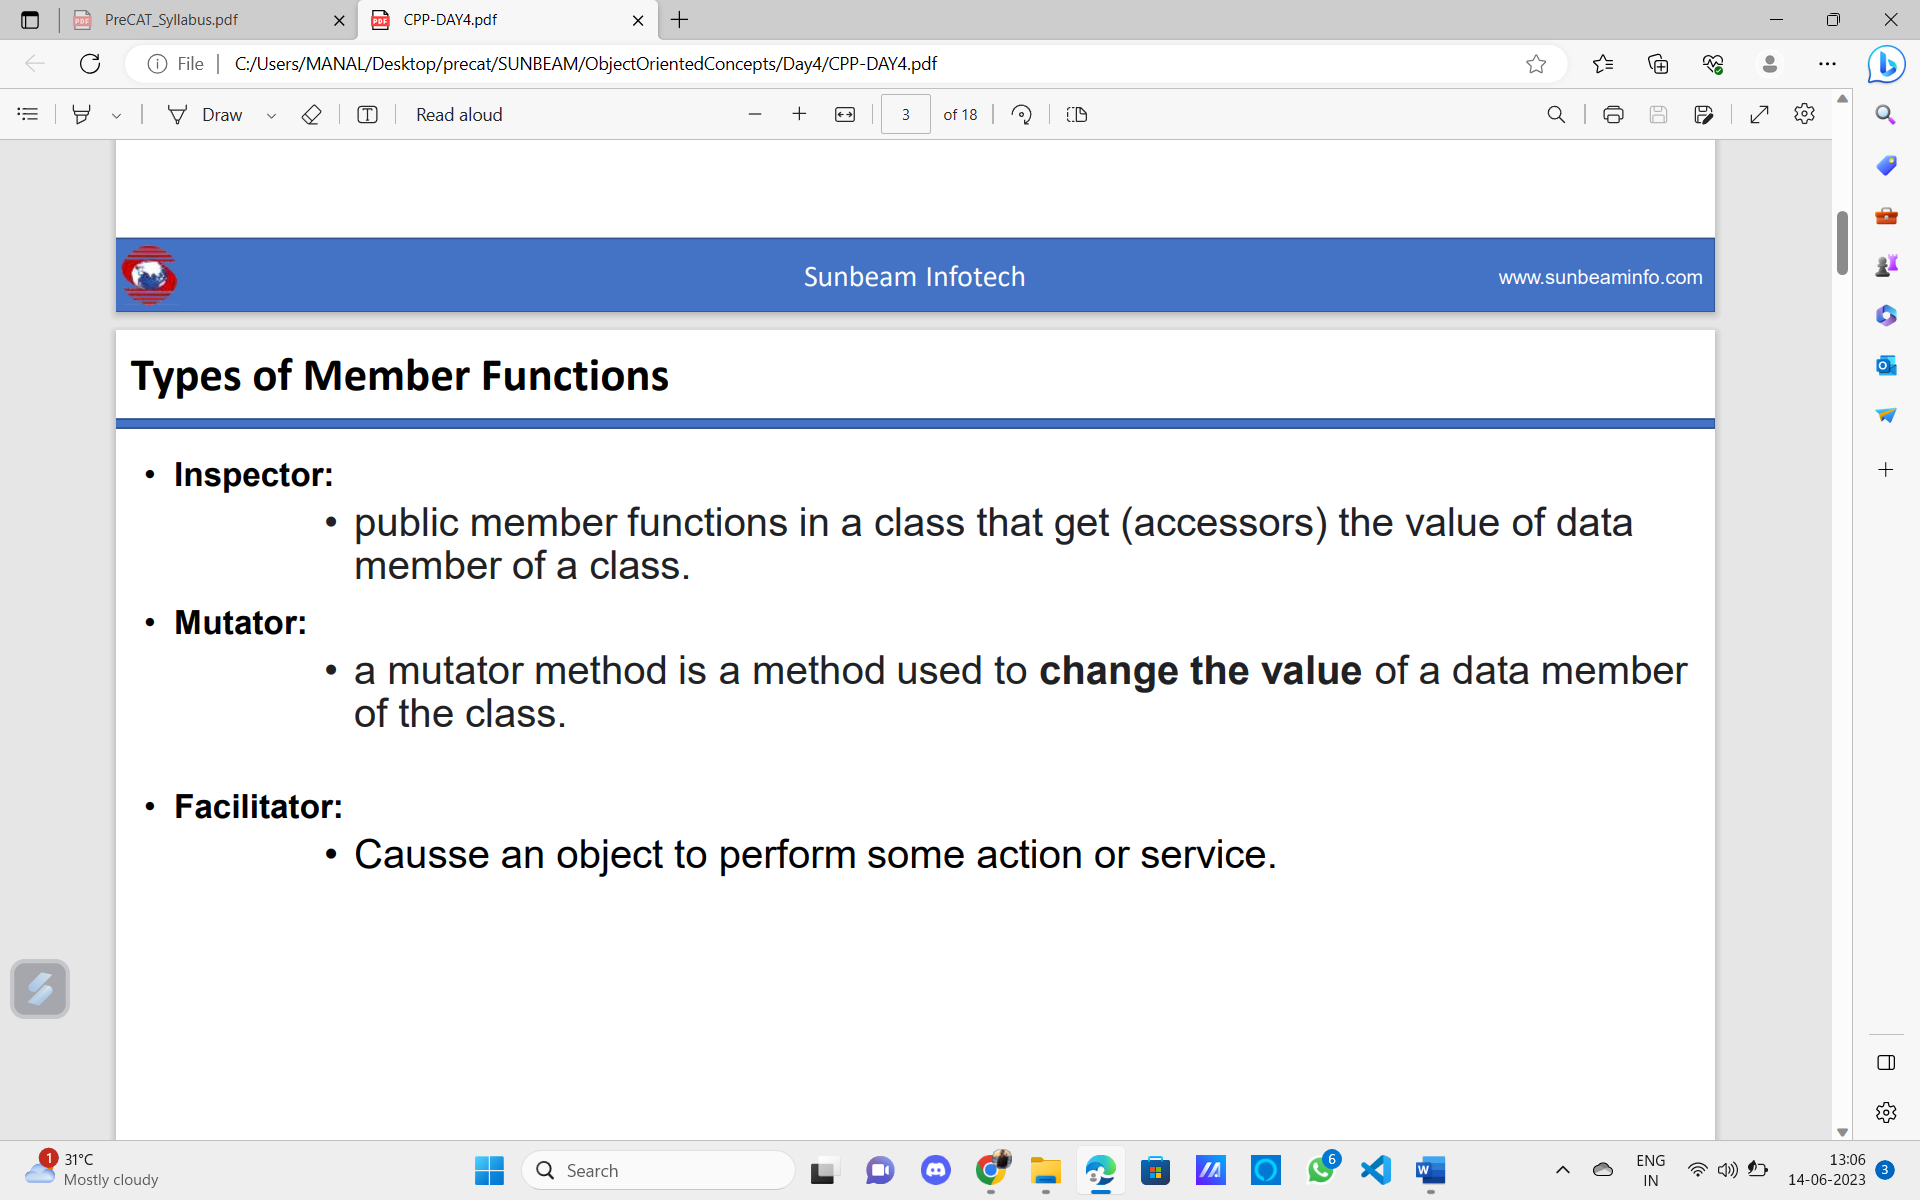 PreCAT_Syllabus.pdf
CPP-DAY4.pdf
File
C:/Users/MANAL/Desktop/precat/SUNBEAM/ObjectOrientedConcepts/Day4/CPP-DAY4.pdf
Draw
Read aloud
3
of 18
Sunbeam Infotech
www.sunbeaminfo.com
Types of Member Functions
• Inspector:
• public member functions in a class that get (accessors) the value of data
member of a class.
• Mutator:
• a mutator method is a method used to change the value of a data member
of the class.
• Facilitator:
• Causse an object to perform some action or service.
1
31°C
Mostly cloudy
Search
6
ENG
IN
13:06
14-06-2023
3